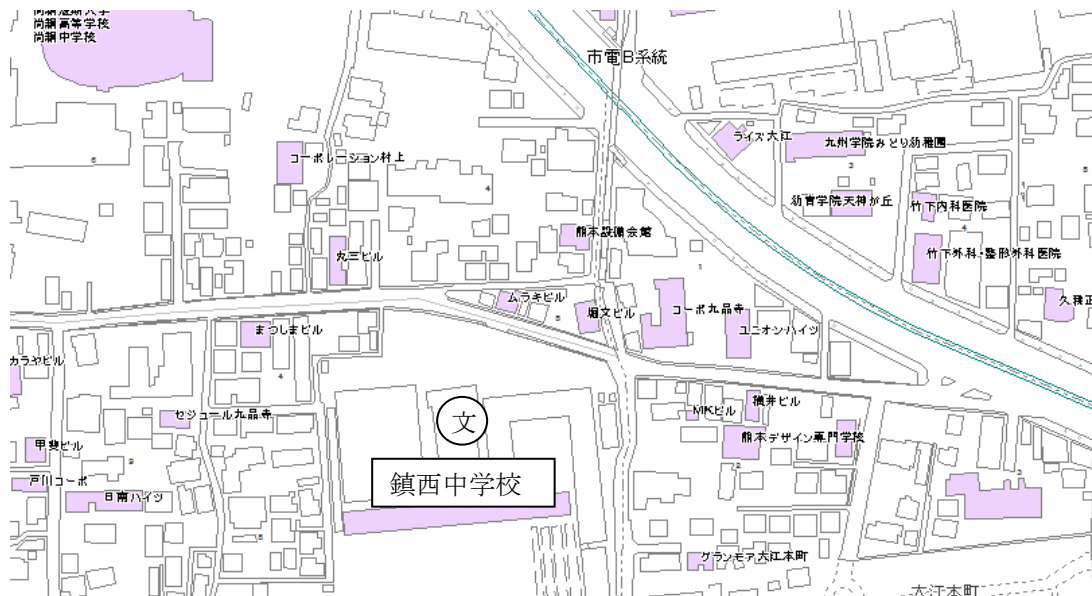 尚絅高等学校
尚絅中学校
市電B系統
ライズ大江
九州学院みどり幼稚園
コーポレーション村上
幼育学院天神が丘
竹下内科医院
熊本設備会館
竹下外科・整形外科医院
丸三ビル
ムラキビル
堀文ビル
コーポ九品寺
ユニオンハイツ
まつしまビル
カラヤビル
セジュール九品寺
文
MKビル
横井ビル
熊本デザイン専門学校
甲斐ビル
戸川コーポ
日南ハイツ
鎮西中学校
グランモア大江本町
大江本町